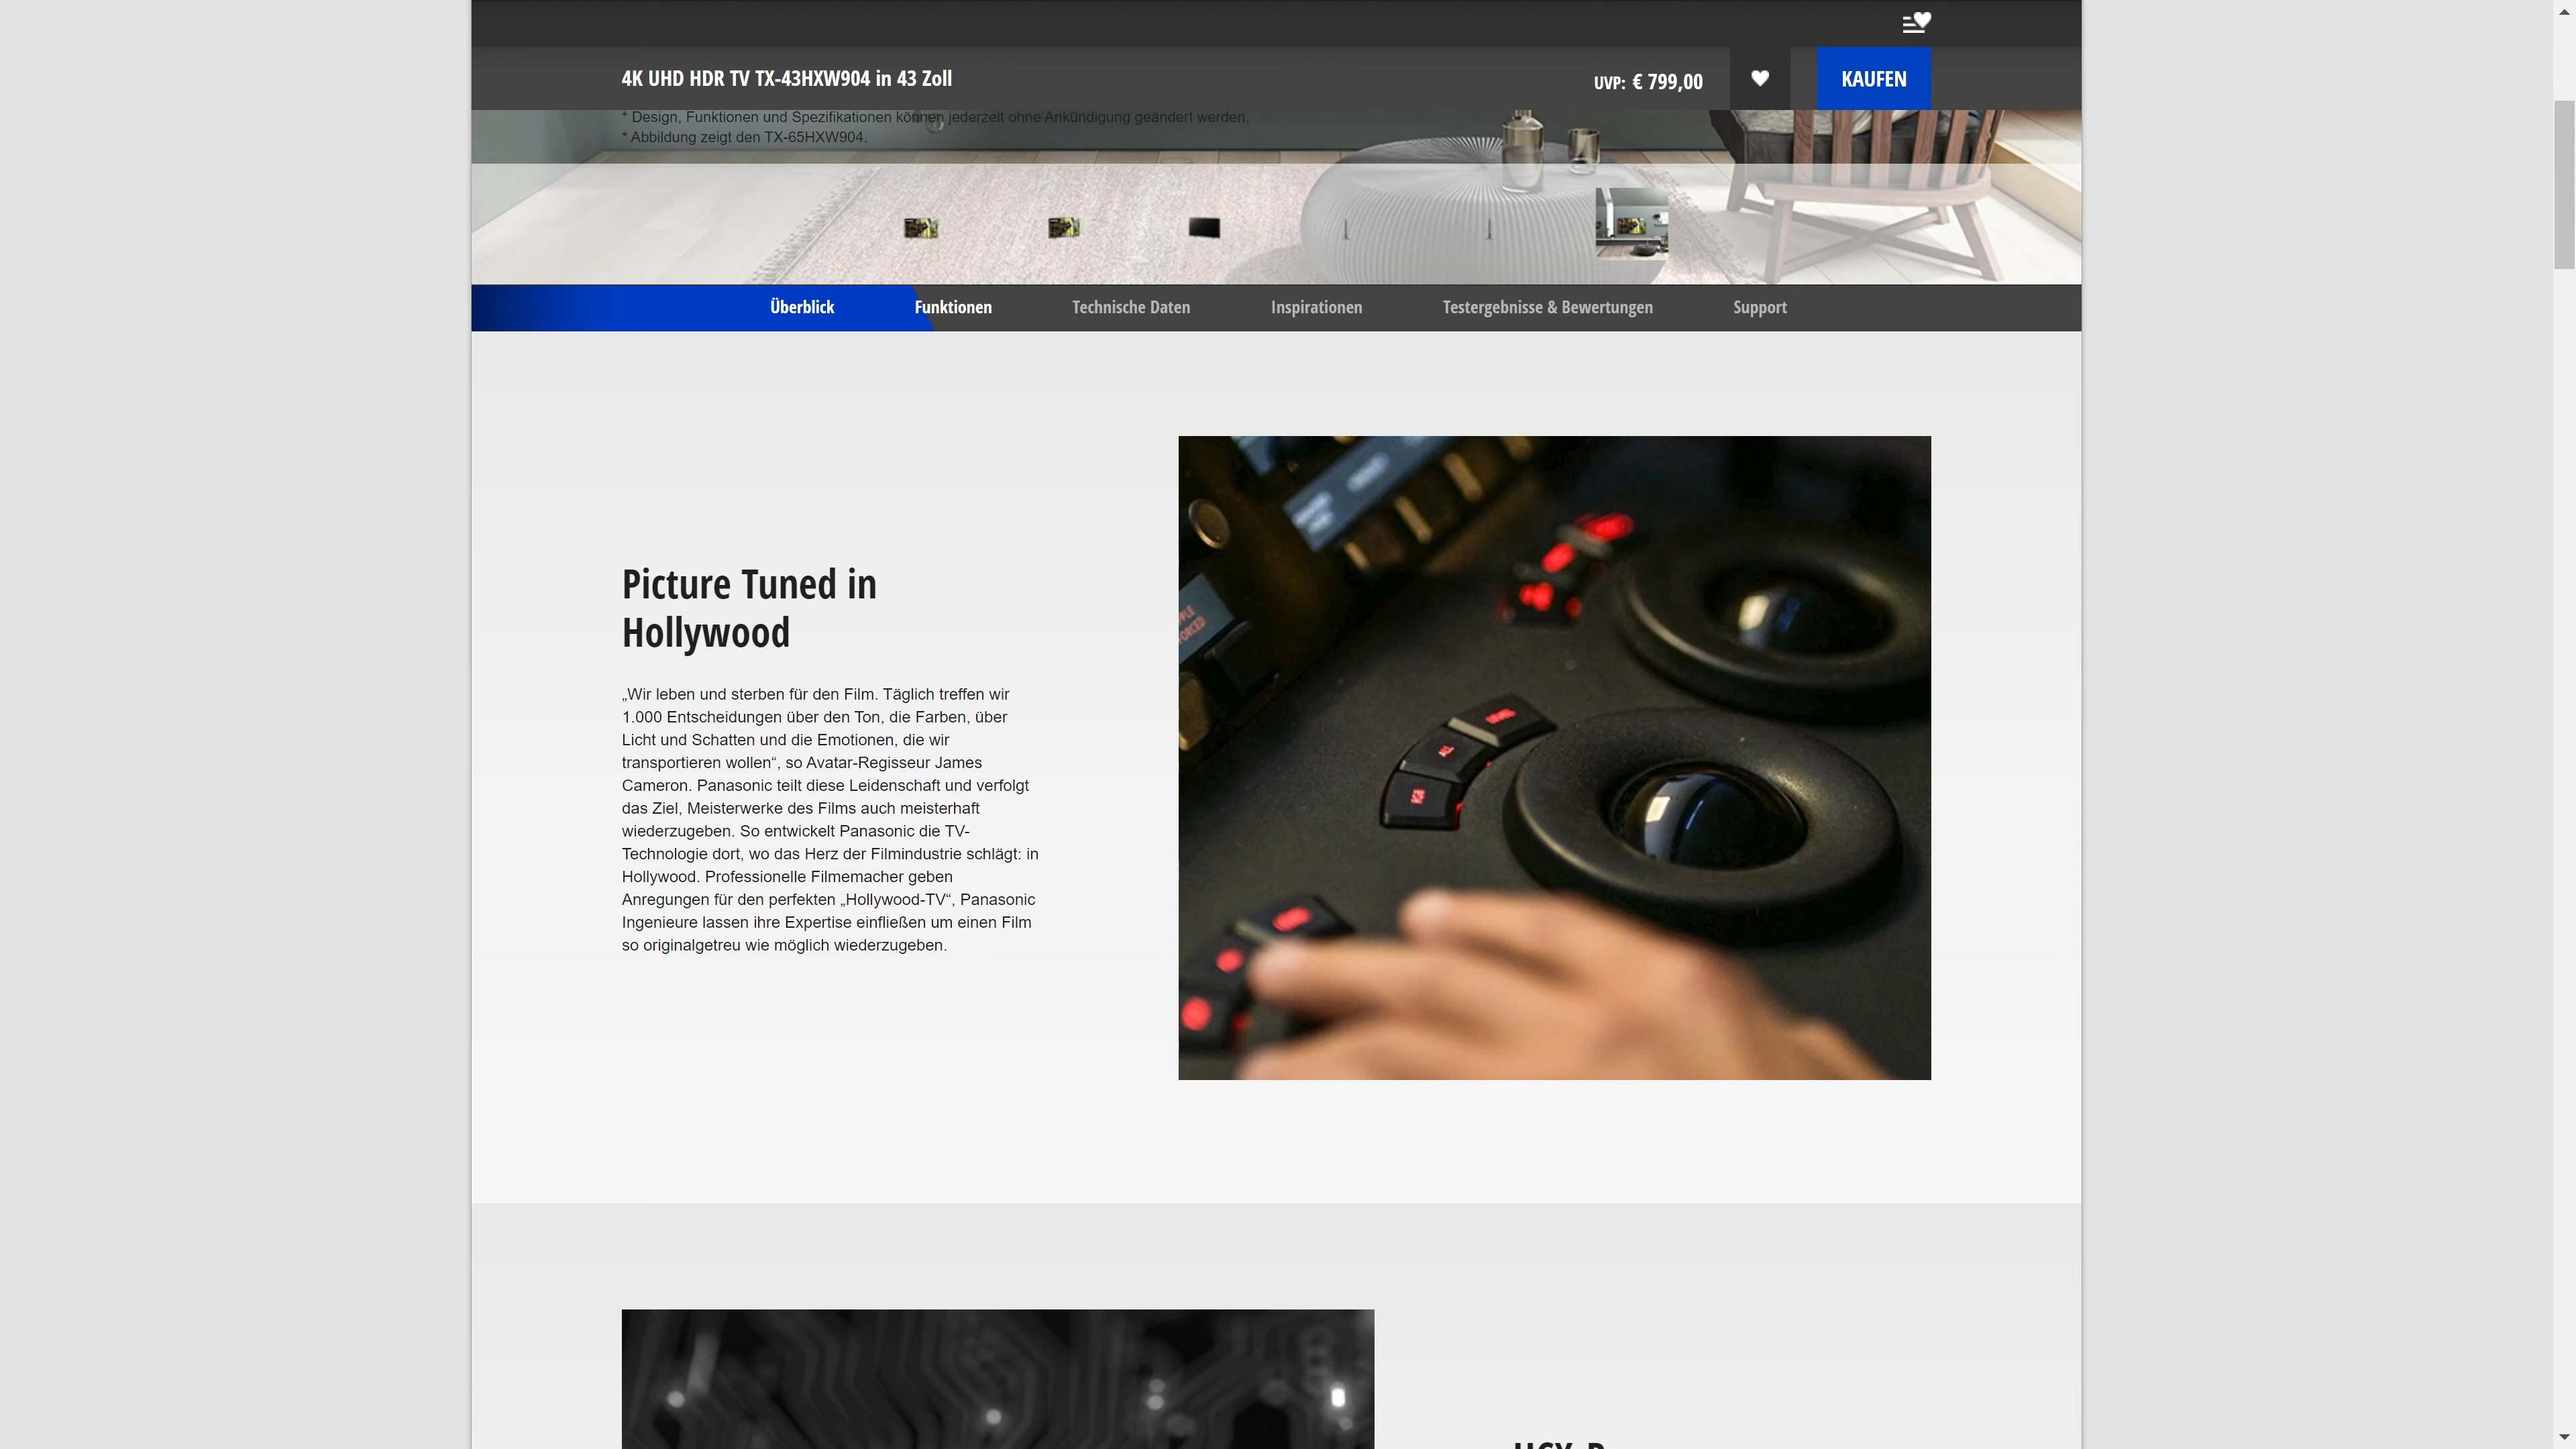 4K UHD HDR TV TX-43HXW904 in 43 Zoll
UVP: € 799,00
KAUFEN
* Design, Funktionen und Spezifikationen können jederzeit ohne Ankündigung geändert werden.
* Abbildung zeigt den TX-65HXW904.
Überblick
Funktionen
Technische Daten
Inspirationen
Testergebnisse & Bewertungen
Support
Picture Tuned in
Hollywood
„Wir leben und sterben für den Film. Täglich treffen wir
1.000 Entscheidungen über den Ton, die Farben, über
Licht und Schatten und die Emotionen, die wir
transportieren wollen“, so Avatar-Regisseur James
Cameron. Panasonic teilt diese Leidenschaft und verfolgt
das Ziel, Meisterwerke des Films auch meisterhaft
wiederzugeben. So entwickelt Panasonic die TV-
Technologie dort, wo das Herz der Filmindustrie schlägt: in
Hollywood. Professionelle Filmemacher geben
Anregungen für den perfekten „Hollywood-TV“, Panasonic
Ingenieure lassen ihre Expertise einfließen um einen Film
so originalgetreu wie möglich wiederzugeben.
ALL